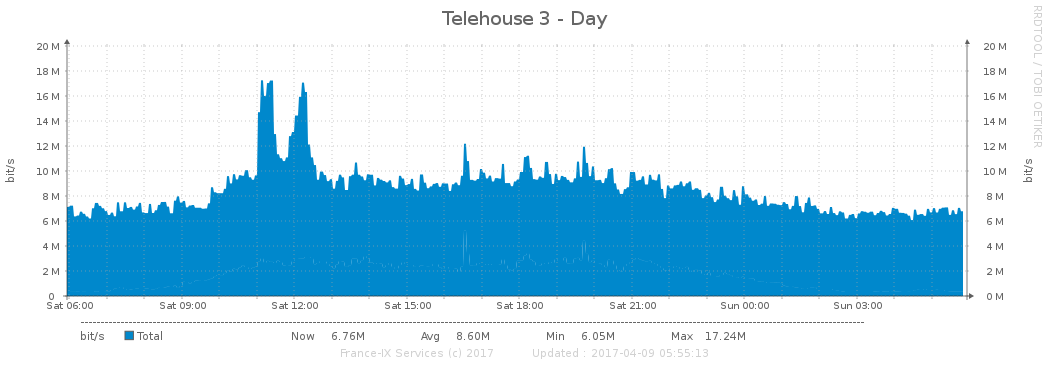 Telehouse 3 - Day
RRDTOOL / TOBI OETIKER
20 M 20 M
18 M 18 M
16 M 16 M
14 M 14 M
12 M 12 M
10 M 10 M
8 M 8 M
6 M 6 M
4 M 4 M
2 M 2 M
0 0 M
bit/s bit/s
Sat 06:00 Sat 09:00 Sat 12:00 Sat 15:00 Sat 18:00 Sat 21:00 Sun 00:00 Sun 03:00
bit/s Total Now 6.76M Avg 8.60M Min 6.05M Max 17.24M
France-IX Services (c) 2017 Updated : 2017-04-09 05:55:13